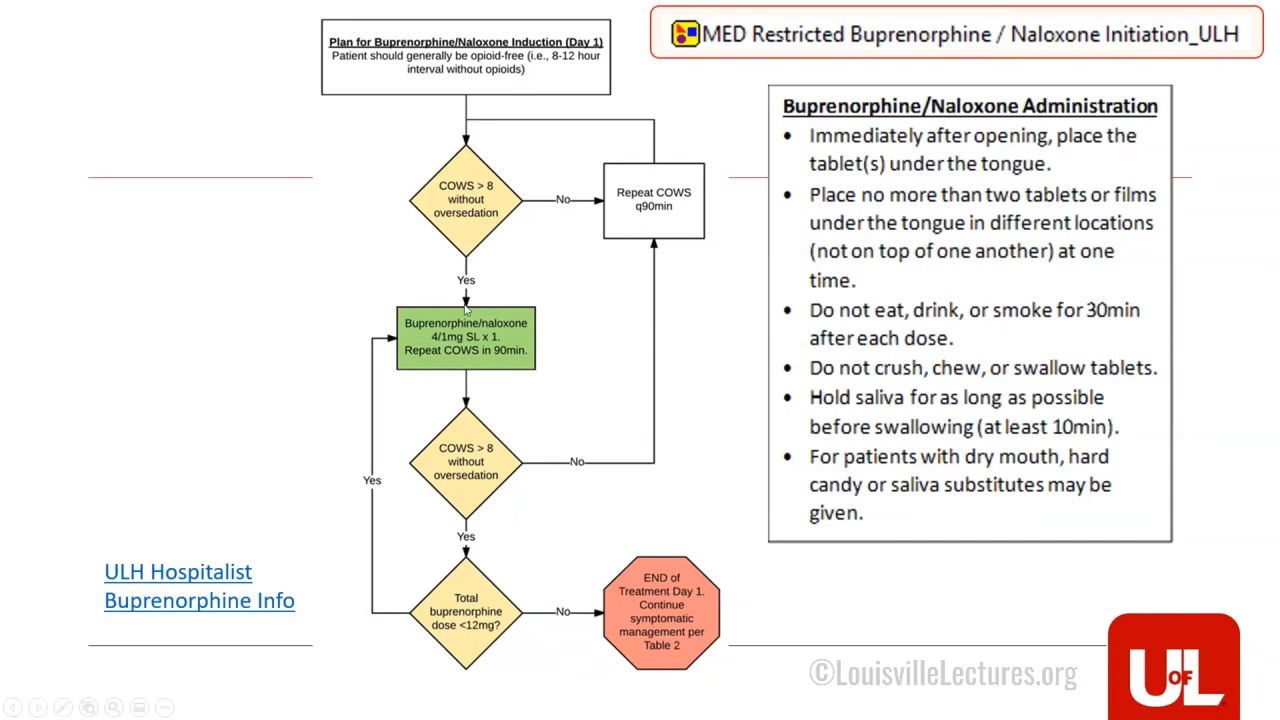 Plan for Buprenorphine/Naloxone Induction (Day 1)
Patient should generally be opioid-free (i.e., 8-12 hour
interval without opioids)
MED Restricted Buprenorphine / Naloxone Initiation_ULH
COWS > 8
without
oversedation
No
Repeat COWS
q90min
Yes
Buprenorphine/naloxone
4/1mg SL x 1.
Repeat COWS in 90min.
COWS > 8
without
oversedation
No
Yes
Yes
Total
buprenorphine
dose <12mg?
No
END of
Treatment Day 1.
Continue
symptomatic
management per
Table 2
Buprenorphine/Naloxone Administration
• Immediately after opening, place the
tablet(s) under the tongue.
• Place no more than two tablets or films
under the tongue in different locations
(not on top of one another) at one
time.
• Do not eat, drink, or smoke for 30min
after each dose.
• Do not crush, chew, or swallow tablets.
• Hold saliva for as long as possible
before swallowing (at least 10min).
• For patients with dry mouth, hard
candy or saliva substitutes may be
given.
ULH Hospitalist
Buprenorphine Info
©LouisvilleLectures.org
U OF L